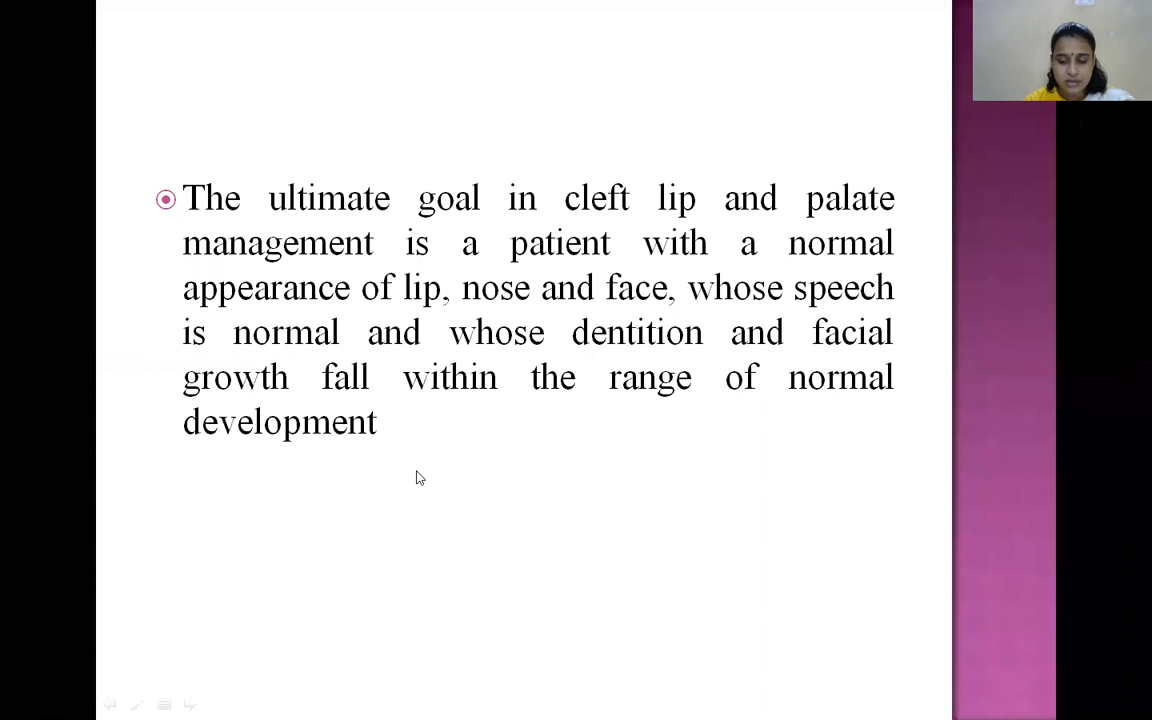 The ultimate goal in cleft lip and palate
management is a patient with a normal
appearance of lip, nose and face, whose speech
is normal and whose dentition and facial
growth fall within the range of normal
development